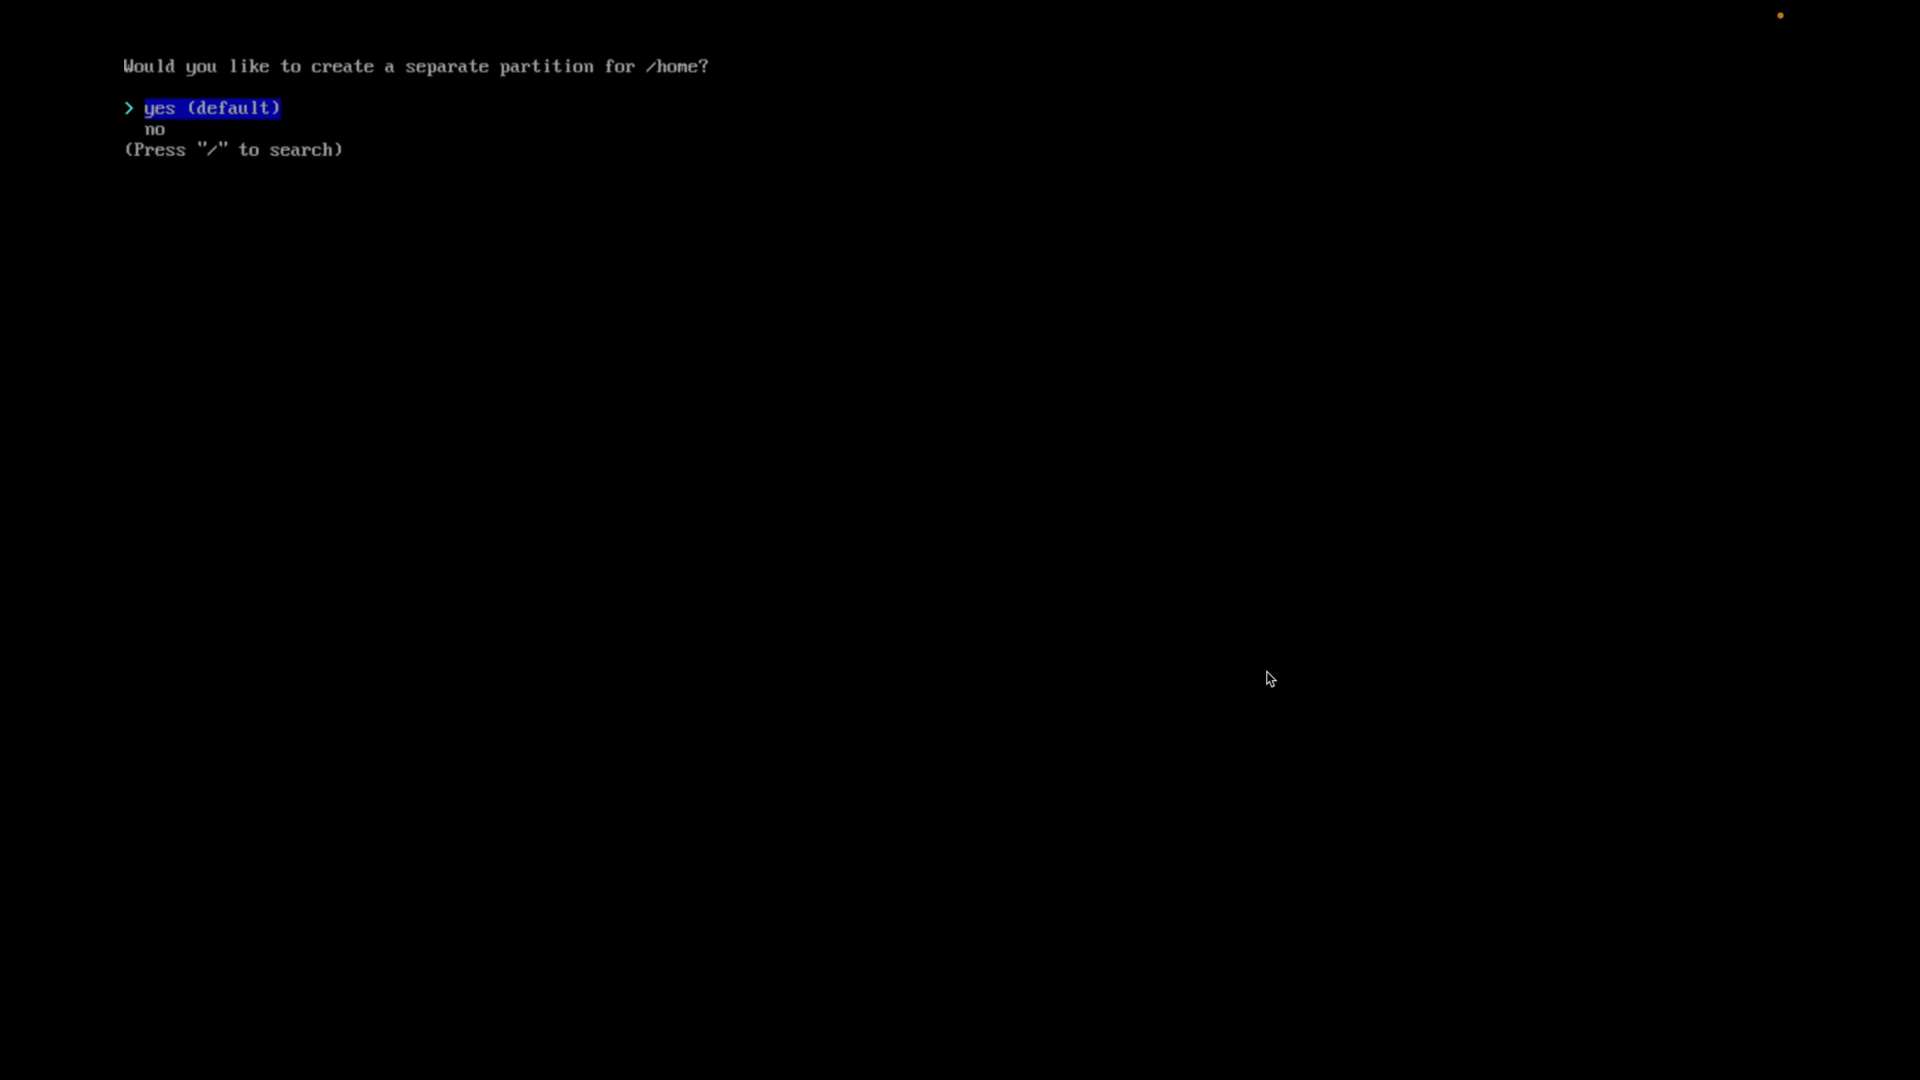 Would you like to create a separate partition for /home?
> yes (default)
no
(Press "/" to search)